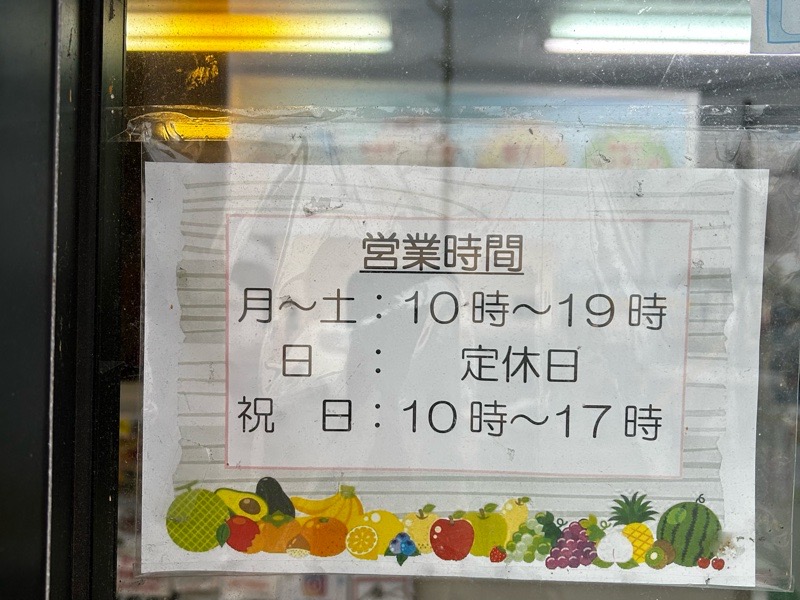 営業時間
月～土：10時～19時
日　：　定休日
祝　日：10時～17時